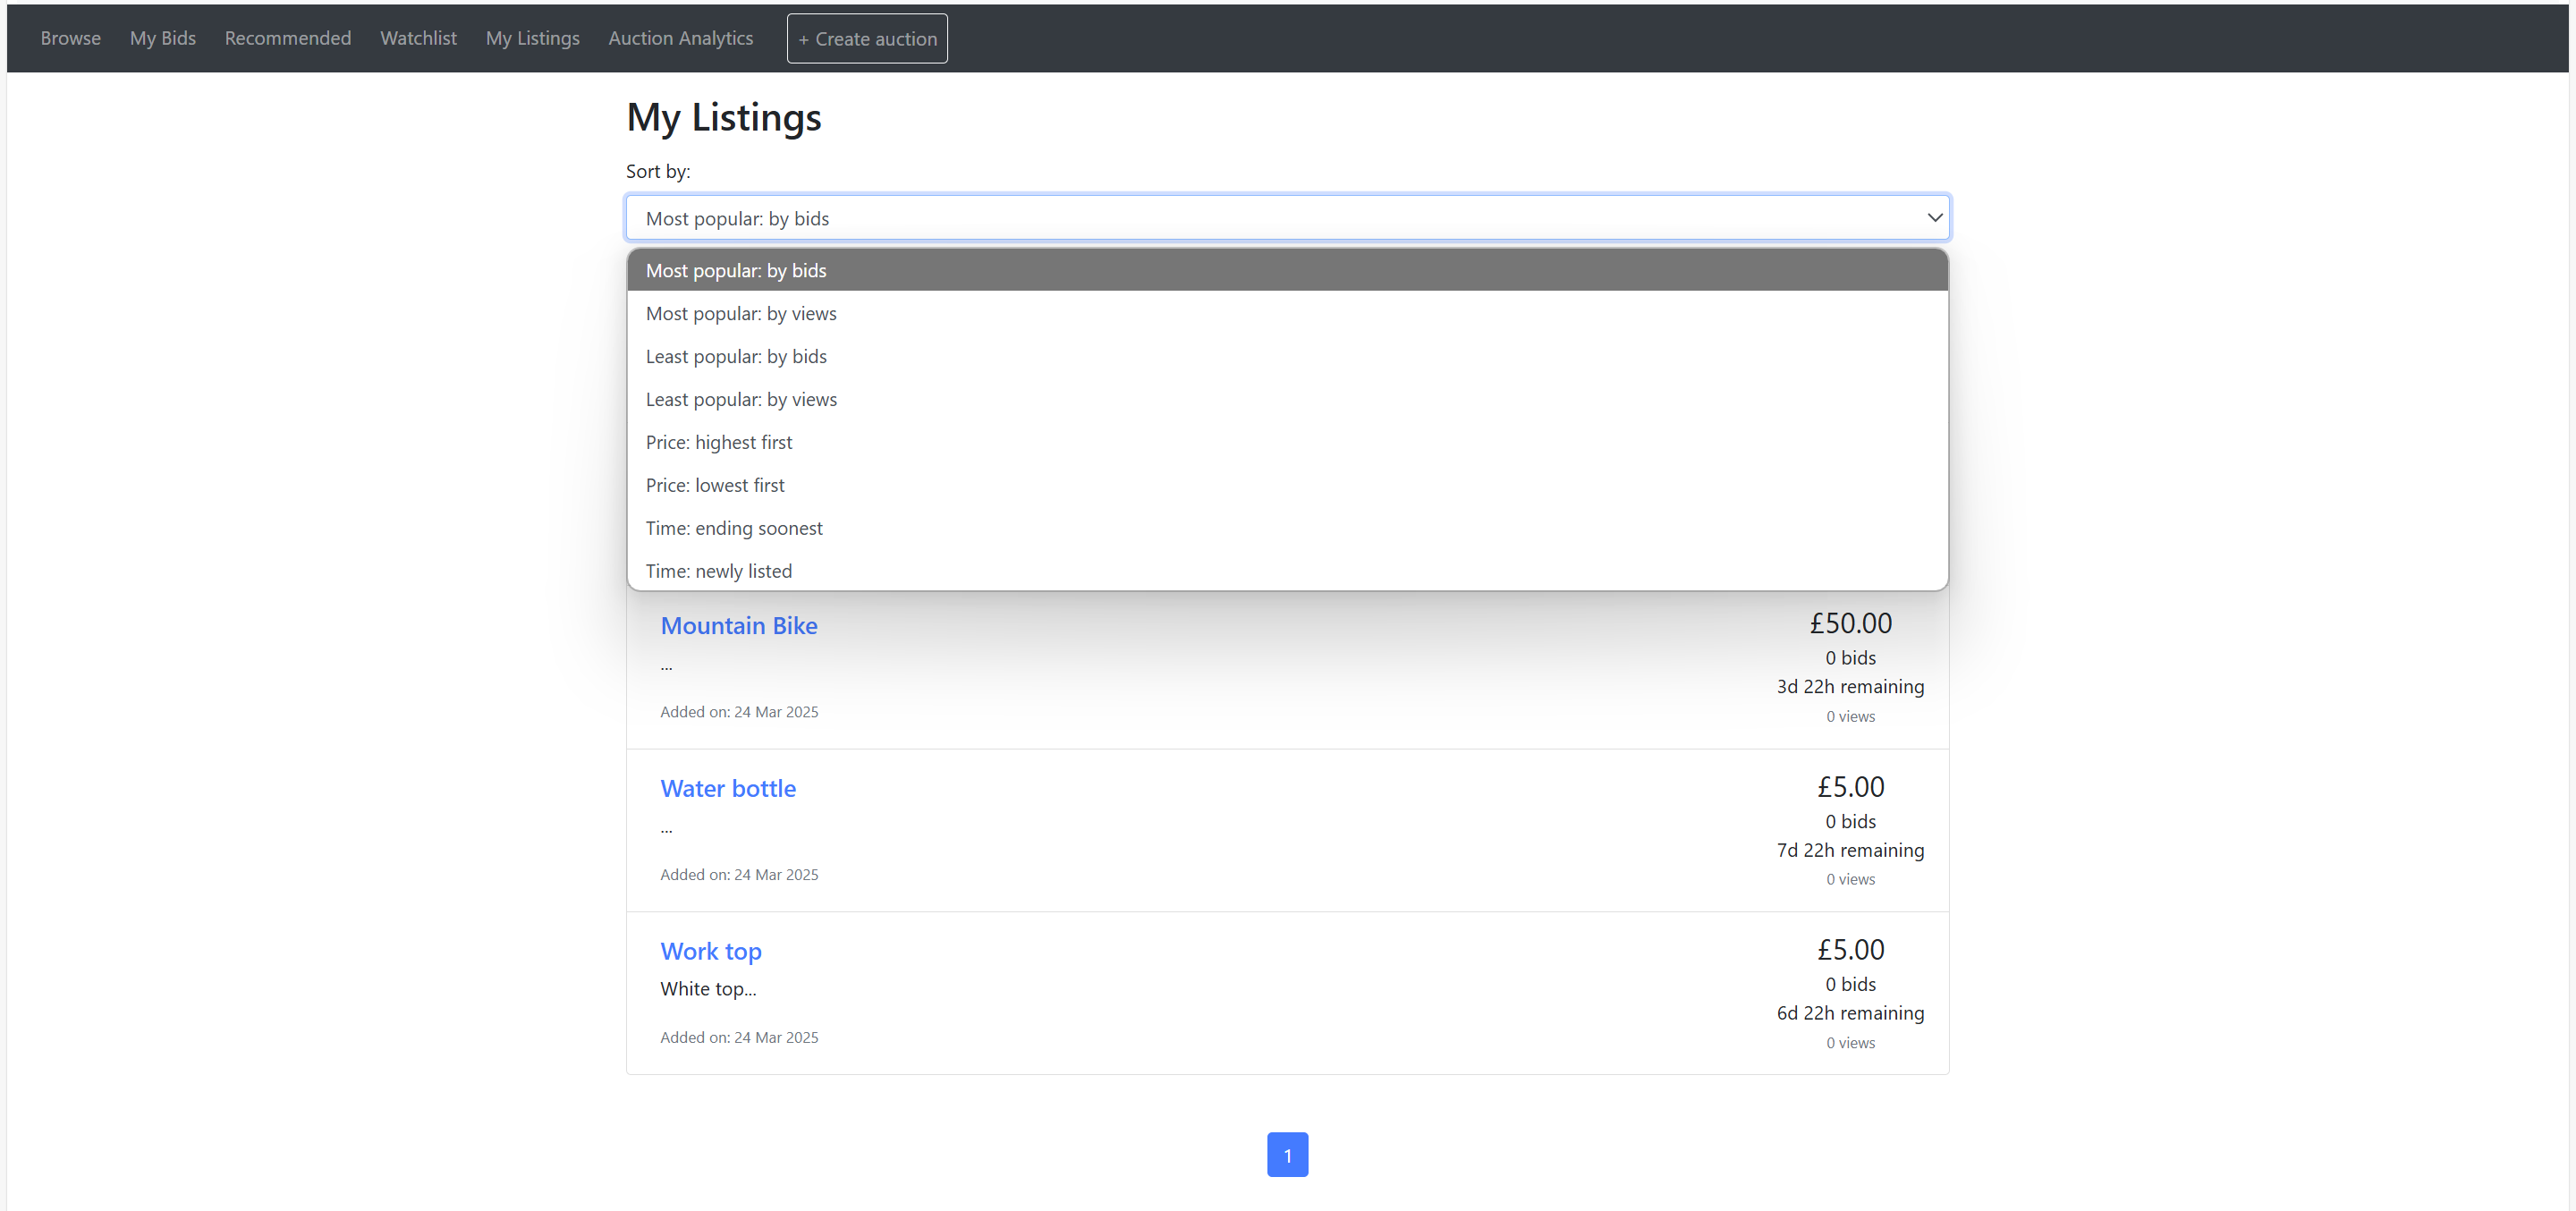 Browse My Bids Recommended Watchlist My Listings Auction Analytics + Create auction
My Listings
Sort by:
Most popular: by bids
Most popular: by bids
Most popular: by views
Least popular: by bids
Least popular: by views
Price: highest first
Price: lowest first
Time: ending soonest
Time: newly listed
Mountain Bike
...
Added on: 24 Mar 2025
£50.00
0 bids
3d 22h remaining
0 views
Water bottle
...
Added on: 24 Mar 2025
£5.00
0 bids
7d 22h remaining
0 views
Work top
White top...
Added on: 24 Mar 2025
£5.00
0 bids
6d 22h remaining
0 views
1